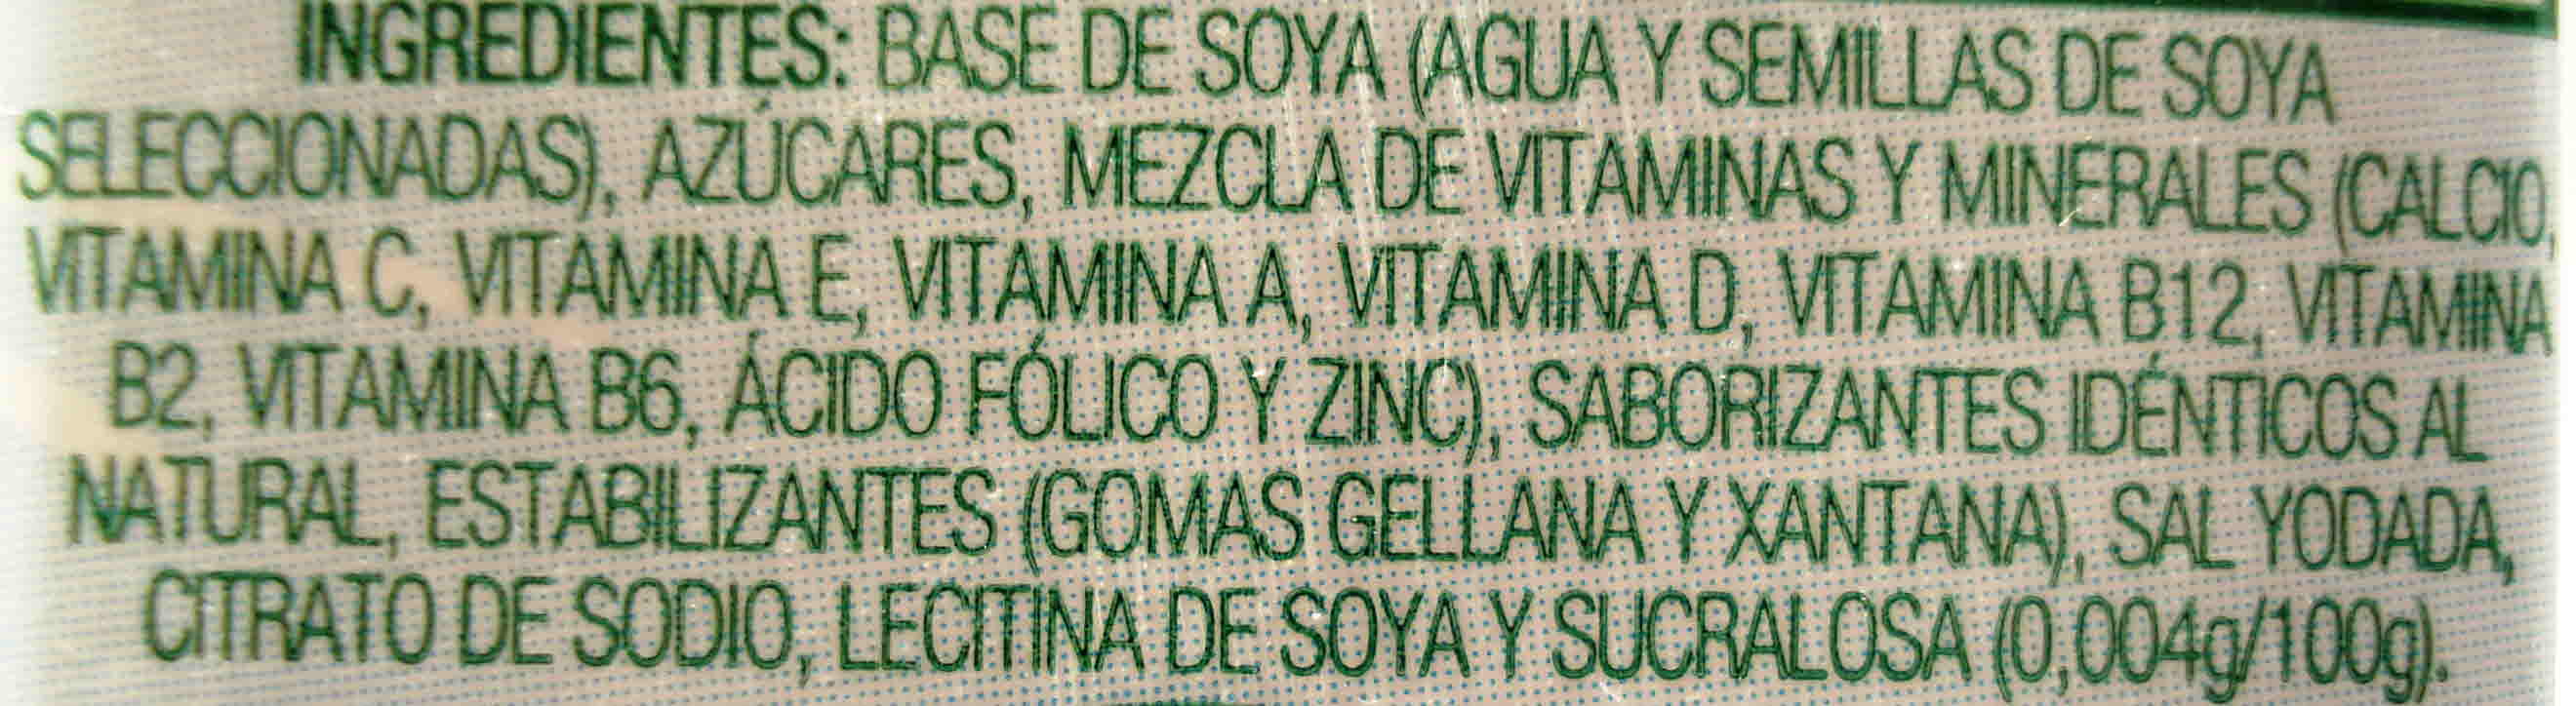 INGREDIENTES: BASE DE SOYA (AGUA Y SEMILLAS DE SOYA
SELECCIONADAS), AZÚCARES, MEZCLA DE VITAMINAS Y MINERALES (CALCIO,
VITAMINA C, VITAMINA E, VITAMINA A, VITAMINA D, VITAMINA B12, VITAMINA
B2, VITAMINA B6, ÁCIDO FÓLICO Y ZINC), SABORIZANTES IDÉNTICOS AL
NATURAL, ESTABILIZANTES (GOMAS GELLANA Y XANTANA), SAL YODADA,
CITRATO DE SODIO, LECITINA DE SOYA Y SUCRALOSA (0,004g/100g).